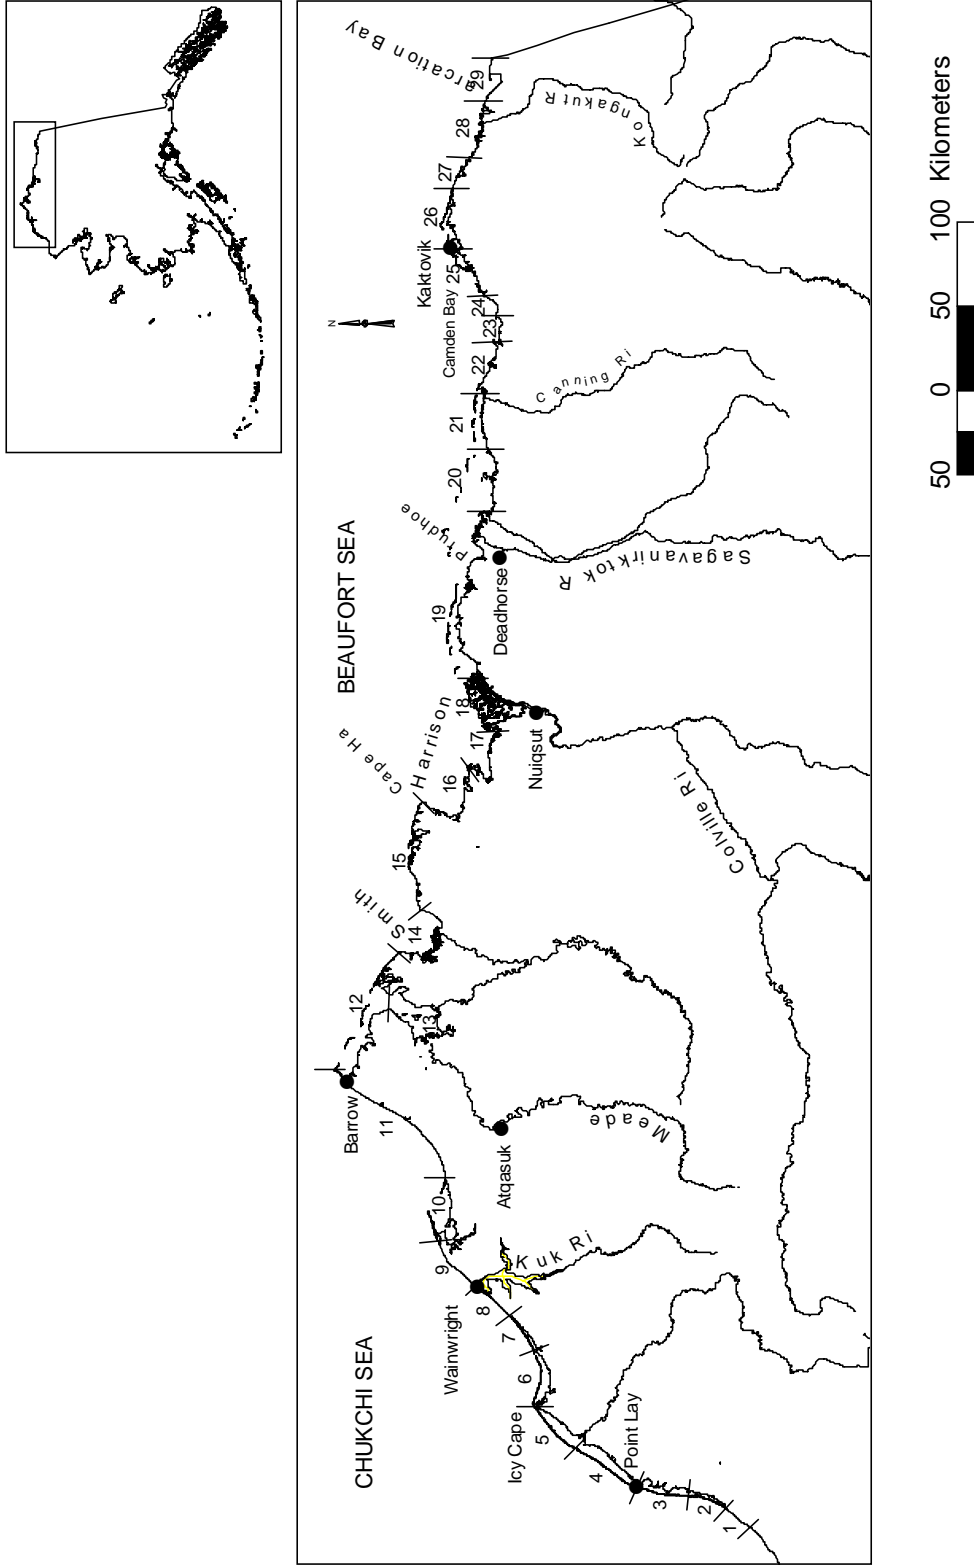 CHUKCHI SEA
BEAUFORT SEA
N
Point Lay
Icy Cape
Wainwright
Barrow
Atqasuk
Nuiqsut
Deadhorse
Camden Bay
Kaktovik
Kuk Ri
Meade
Smith
Cape Ha
Harrison
Colville Ri
Prudhoe
Sagavanirktok R
Canning Ri
Kongakut R
arcation Bay
1
2
3
4
5
6
7
8
9
10
11
12
13
14
15
16
17
18
19
20
21
22
23
24
25
26
27
28
29
50 0 50 100 Kilometers